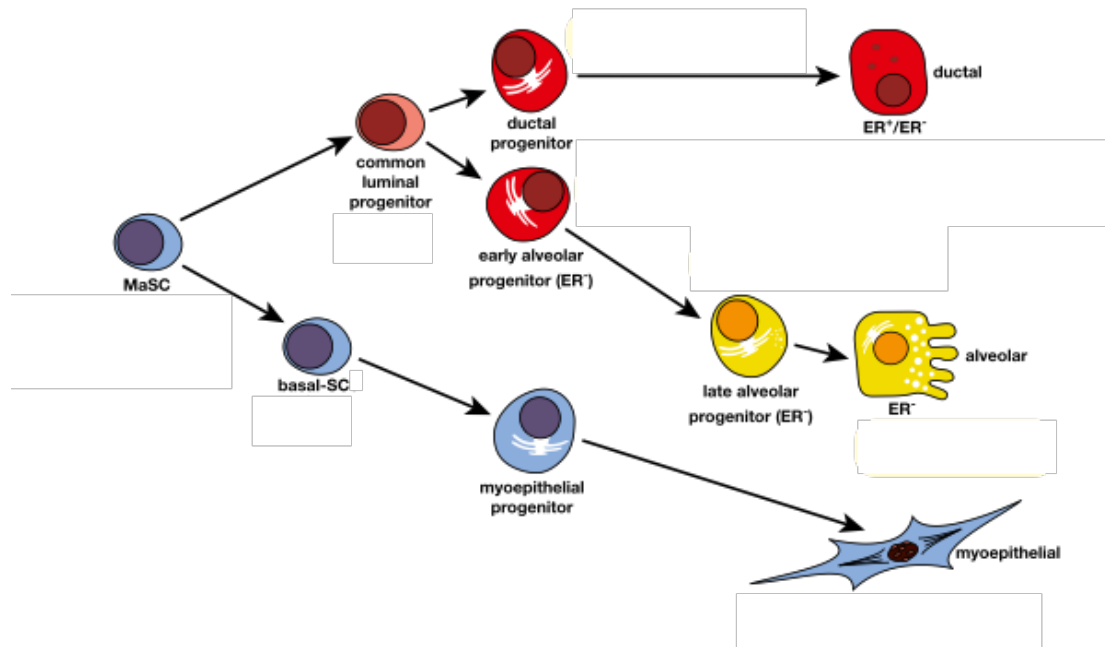 ductal
ductal
progenitor
ER⁺/ER⁻
common
luminal
progenitor
early alveolar
progenitor (ER⁻)
MaSC
basal-SC
alveolar
late alveolar
progenitor (ER⁻)
ER⁻
myoepithelial
progenitor
myoepithelial